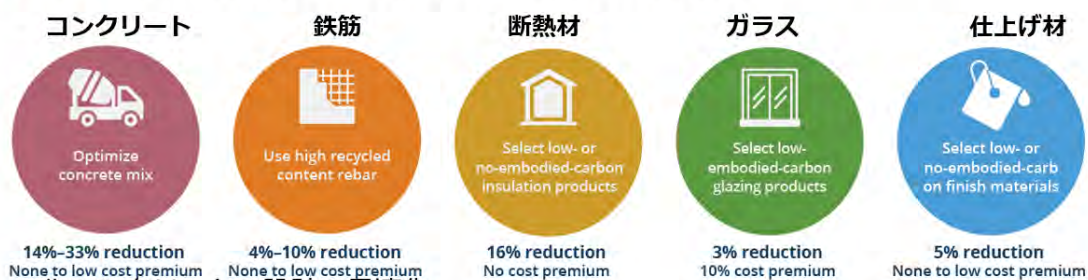 コンクリート
鉄筋
断熱材
ガラス
仕上げ材
Optimize
concrete mix
Use high recycled
content rebar
Select low- or
no-embodied-carbon
insulation products
Select low-
embodied-carbon
glazing products
Select low- or
no-embodied-carb
on finish materials
14%–33% reduction
None to low cost premium
4%–10% reduction
None to low cost premium
16% reduction
No cost premium
3% reduction
10% cost premium
5% reduction
None to low cost premium